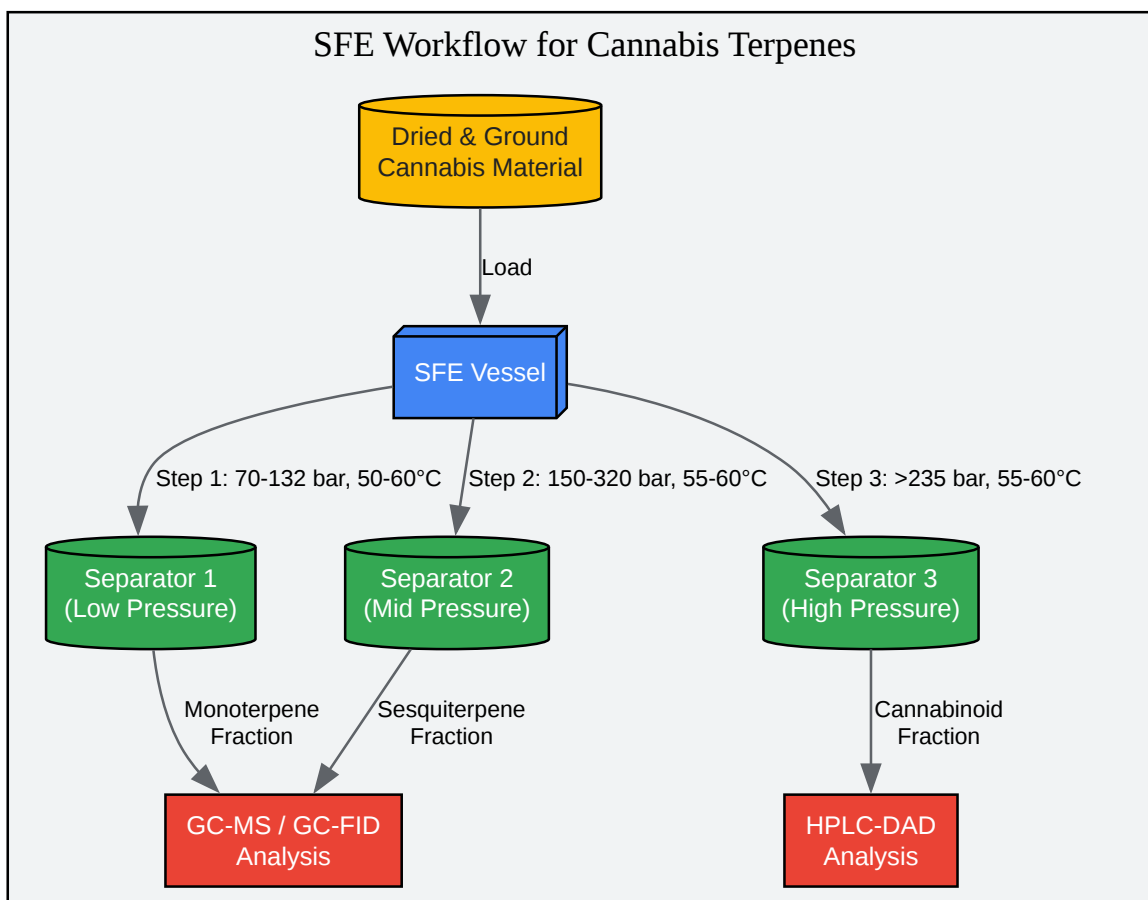 SFE Workflow for Cannabis Terpenes
Dried & Ground
Cannabis Material
Load
SFE Vessel
Step 1: 70-132 bar, 50-60°C
Step 2: 150-320 bar, 55-60°C
Step 3: >235 bar, 55-60°C
Separator 1
(Low Pressure)
Separator 2
(Mid Pressure)
Separator 3
(High Pressure)
Monoterpene
Fraction
Sesquiterpene
Fraction
Cannabinoid
Fraction
GC-MS / GC-FID
Analysis
HPLC-DAD
Analysis